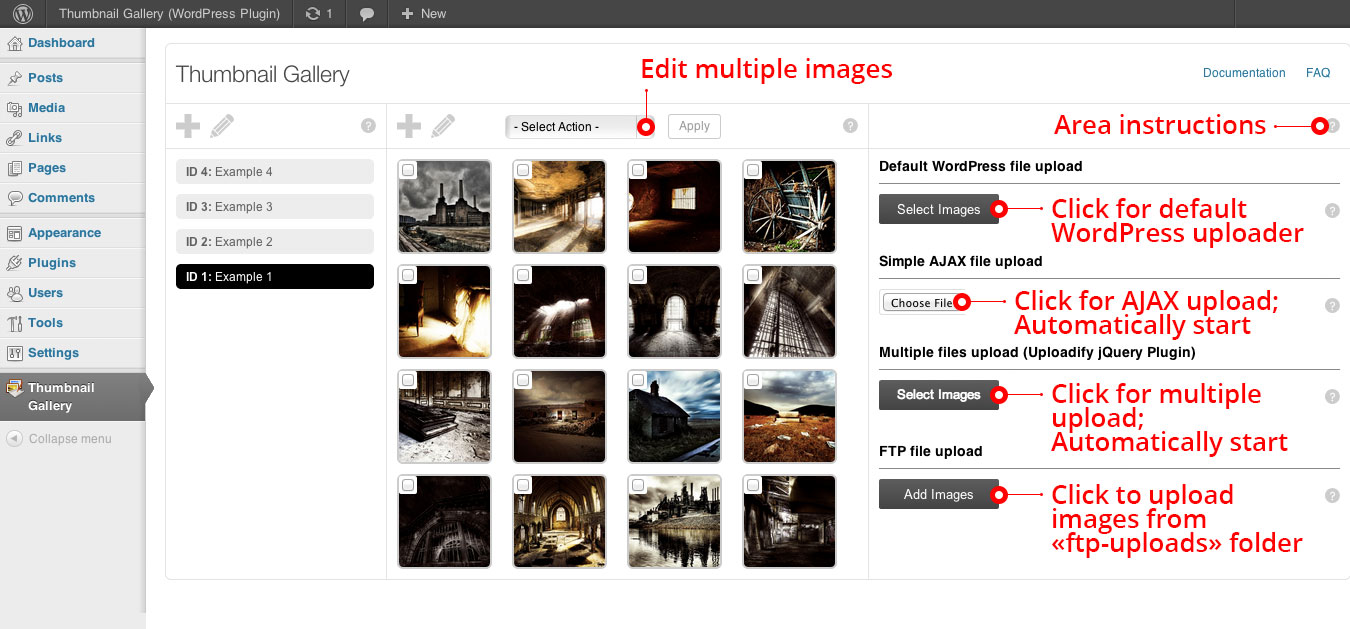 Thumbnail Gallery (WordPress Plugin)
1
New
Dashboard
Posts
Media
Links
Pages
Comments
Appearance
Plugins
Users
Tools
Settings
Thumbnail
Gallery
Collapse menu
Thumbnail Gallery
Edit multiple images
Documentation
FAQ
?
- Select Action -
Apply
?
Area instructions
?
ID 4: Example 4
ID 3: Example 3
ID 2: Example 2
ID 1: Example 1
Default WordPress file upload
Select Images
Click for default
WordPress uploader
?
Simple AJAX file upload
Choose File
Click for AJAX upload;
Automatically start
?
Multiple files upload (Uploadify jQuery Plugin)
Select Images
Click for multiple
upload;
Automatically start
?
FTP file upload
Add Images
Click to upload
images from
«ftp-uploads» folder
?